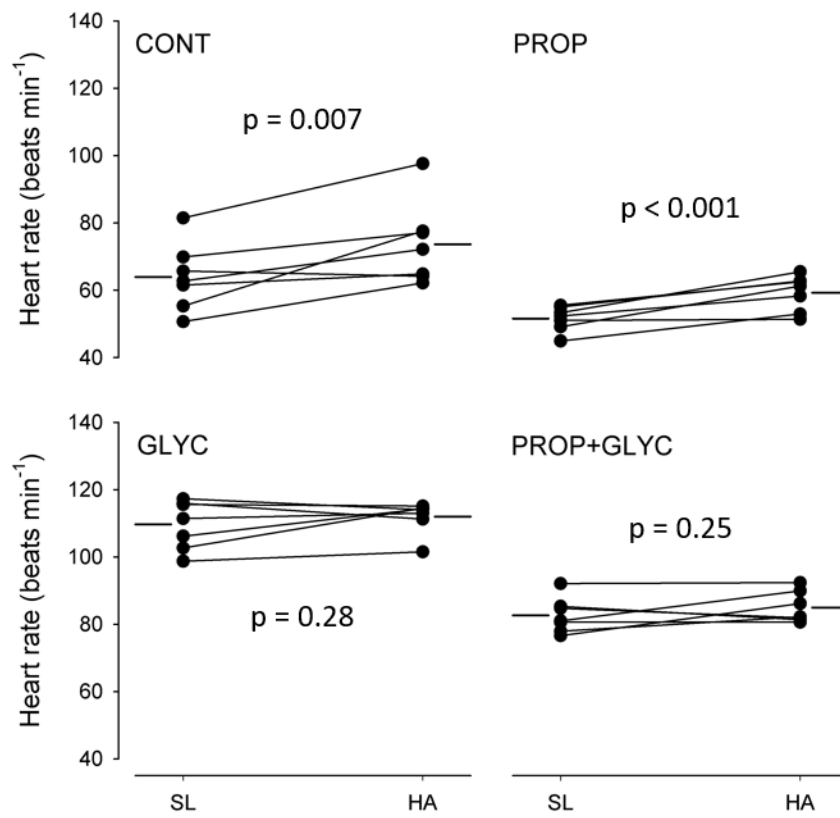 CONT
PROP
140
120
100
80
60
40
Heart rate (beats min⁻¹)
p = 0.007
p < 0.001
GLYC
PROP+GLYC
140
120
100
80
60
40
Heart rate (beats min⁻¹)
p = 0.28
p = 0.25
SL
HA
SL
HA